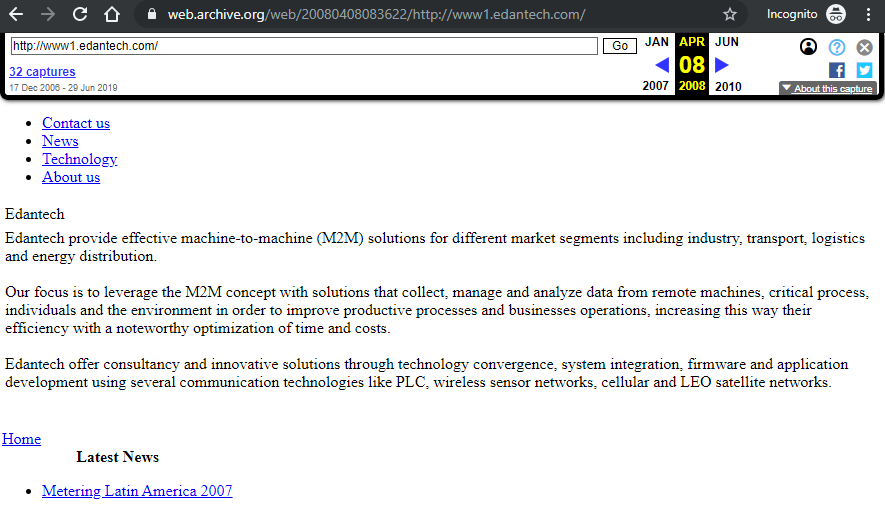 web.archive.org/web/20080408083622/http://www1.edantech.com/
Incognito
http://www1.edantech.com/
Go
JAN APR JUN
32 captures
08
17 Dec 2006 - 29 Jun 2019
2007 2008 2010
About this capture
Contact us
News
Technology
About us
Edantech
Edantech provide effective machine-to-machine (M2M) solutions for different market segments including industry, transport, logistics
and energy distribution.
Our focus is to leverage the M2M concept with solutions that collect, manage and analyze data from remote machines, critical process,
individuals and the environment in order to improve productive processes and businesses operations, increasing this way their
efficiency with a noteworthy optimization of time and costs.
Edantech offer consultancy and innovative solutions through technology convergence, system integration, firmware and application
development using several communication technologies like PLC, wireless sensor networks, cellular and LEO satellite networks.
Home
Latest News
Metering Latin America 2007